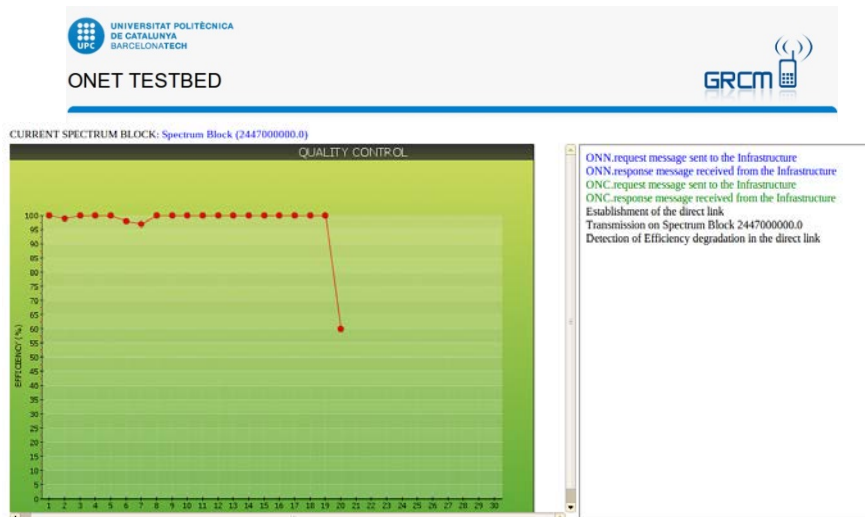 UNIVERSITAT POLITÈCNICA
DE CATALUNYA
BARCELONATECH
UPC
ONET TESTBED
GRCM
CURRENT SPECTRUM BLOCK: Spectrum Block (2447000000.0)
QUALITY CONTROL
EFFICIENCY (%)
100
95
90
85
80
75
70
65
60
55
50
45
40
35
30
25
20
15
10
5
0
1 2 3 4 5 6 7 8 9 10 11 12 13 14 15 16 17 18 19 20 21 22 23 24 25 26 27 28 29 30
ONN.request message sent to the Infrastructure
ONN.response message received from the Infrastructure
ONC.request message sent to the Infrastructure
ONC.response message received from the Infrastructure
Establishment of the direct link
Transmission on Spectrum Block 2447000000.0
Detection of Efficiency degradation in the direct link